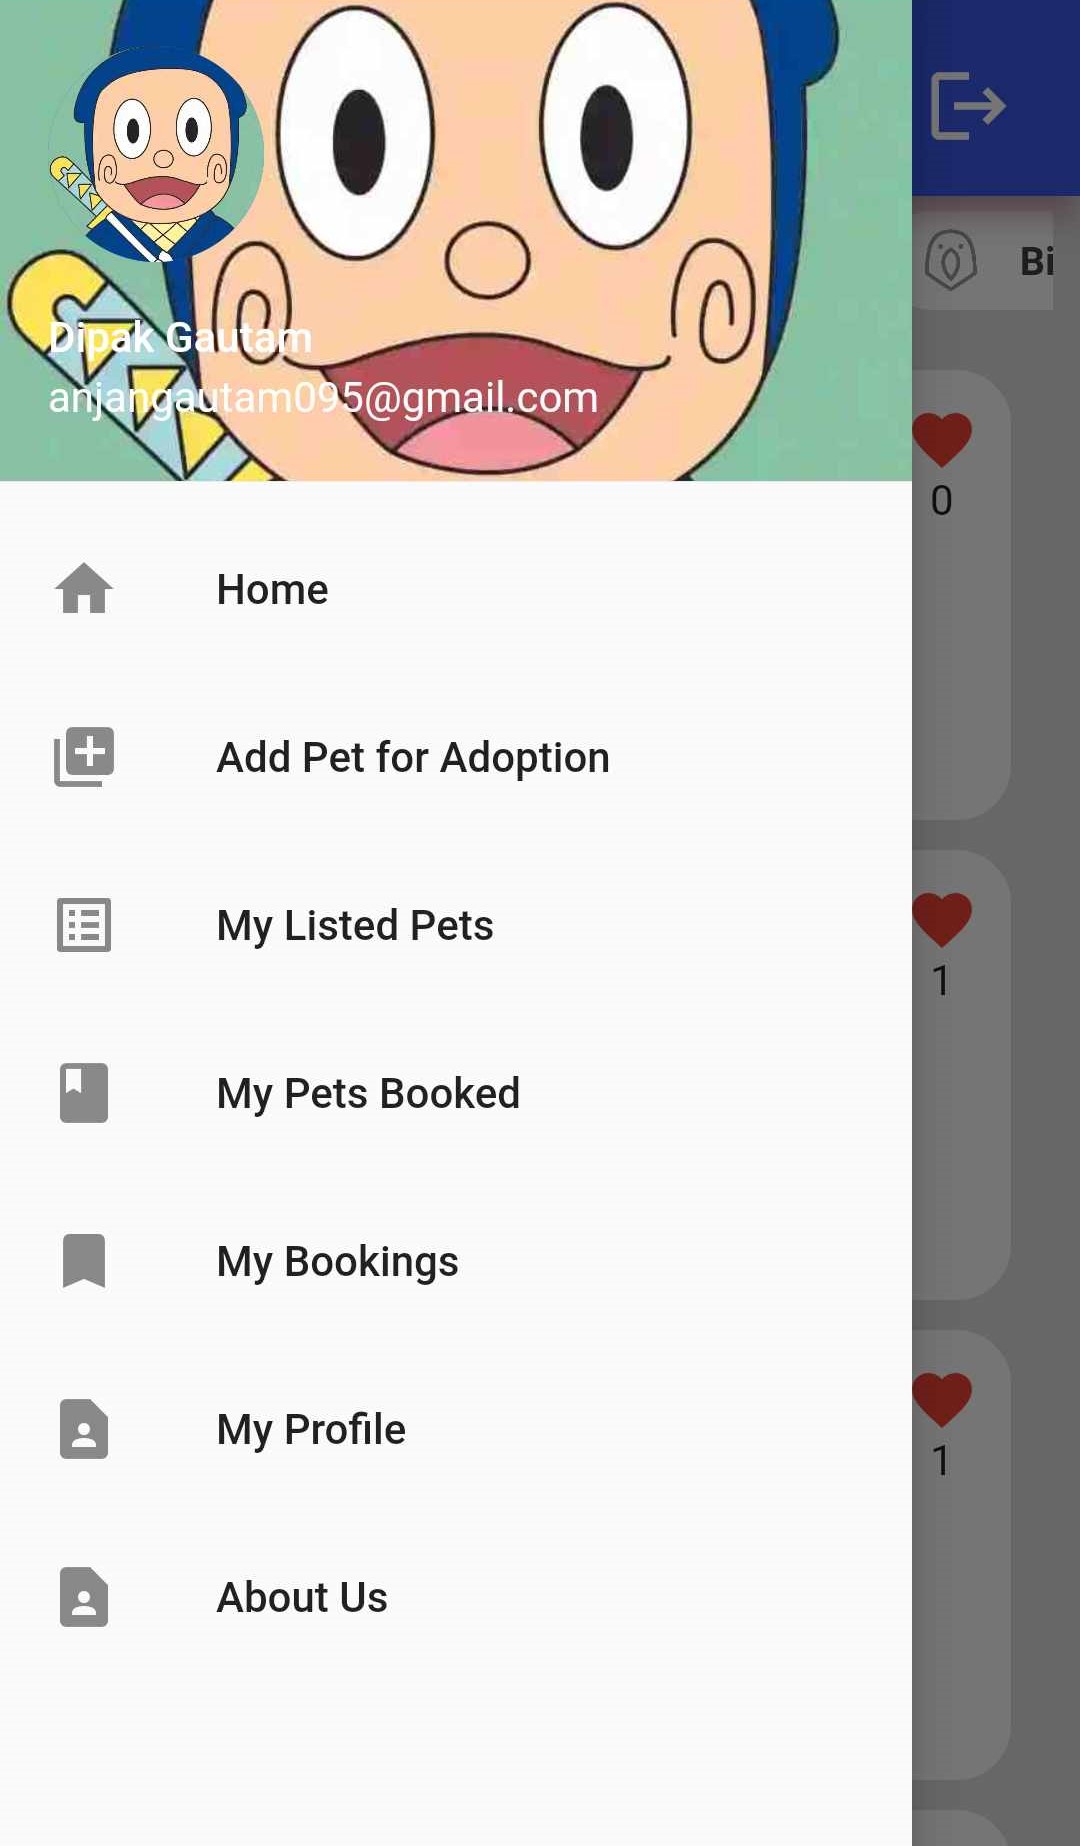 Dipak Gautam
anjangautam095@gmail.com
Home
Add Pet for Adoption
My Listed Pets
My Pets Booked
My Bookings
My Profile
About Us
Bi
0
1
1